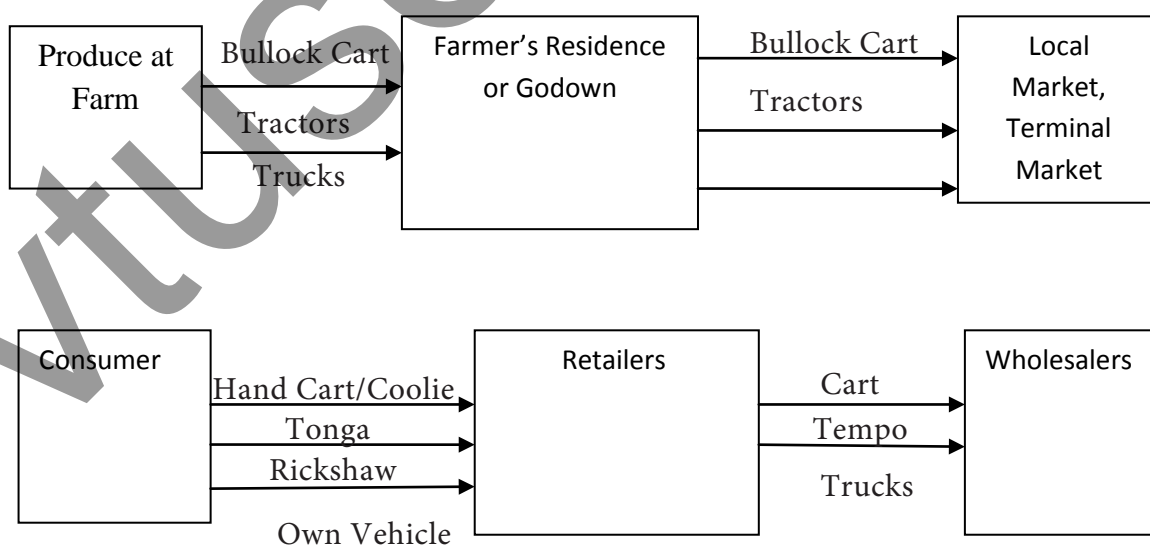 Produce at
Farm
Bullock Cart
Tractors
Trucks
Farmer’s Residence
or Godown
Bullock Cart
Tractors
Local
Market,
Terminal
Market
Consumer
Hand Cart/Coolie
Tonga
Rickshaw
Own Vehicle
Retailers
Cart
Tempo
Trucks
Wholesalers